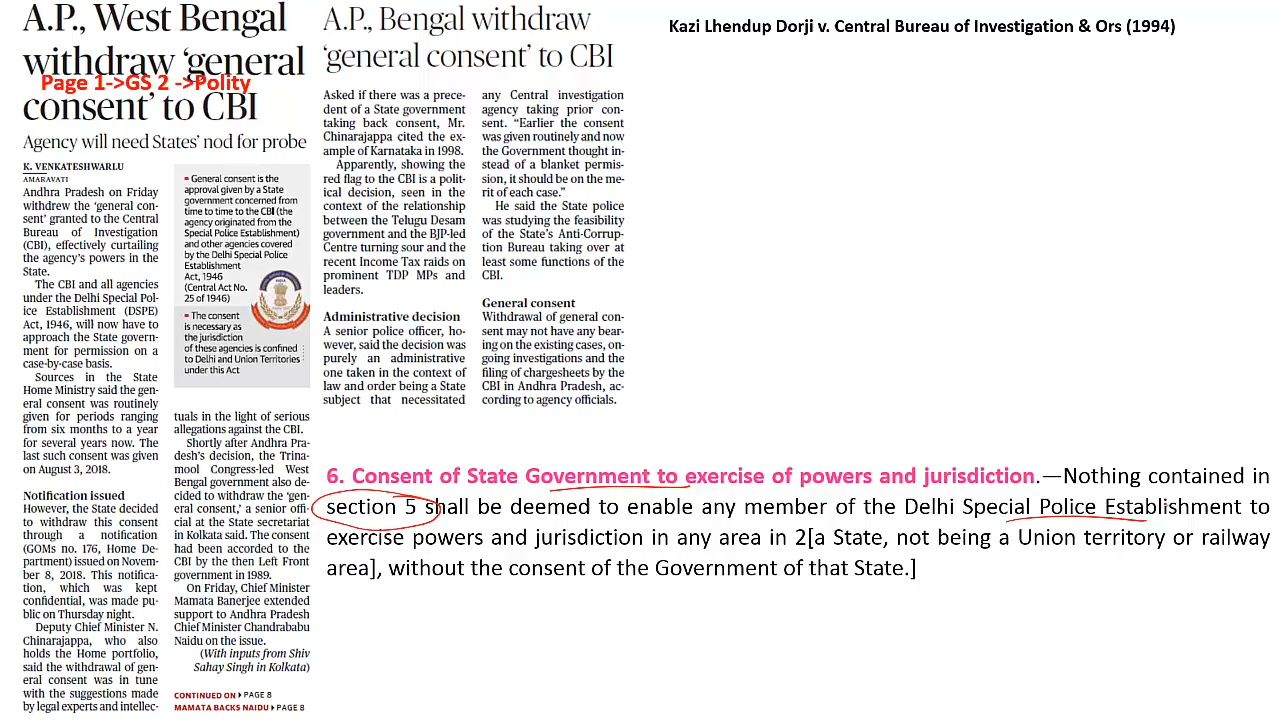 A.P., West Bengal
withdraw ‘general
consent’ to CBI
Page 1->GS 2 ->Polity
Agency will need States’ nod for probe
K. VENKATESHWARLU
AMARAVATI
Andhra Pradesh on Friday
withdrew the ‘general con-
sent’ granted to the Central
Bureau of Investigation
(CBI), effectively curtailing
the agency’s powers in the
State.
The CBI and all agencies
under the Delhi Special Pol-
ice Establishment (DSPE)
Act, 1946, will now have to
approach the State govern-
ment for permission on a
case-by-case basis.
Sources in the State
Home Ministry said the gen-
eral consent was routinely
given for periods ranging
from six months to a year
for several years now. The
last such consent was given
on August 3, 2018.
Notification issued
However, the State decided
to withdraw this consent
through a notification
(GOMs no. 176, Home De-
partment) issued on Novem-
ber 8, 2018. This notifica-
tion, which was kept
confidential, was made pu-
blic on Thursday night.
Deputy Chief Minister N.
Chinarajappa, who also
holds the Home portfolio,
said the withdrawal of gen-
eral consent was in tune
with the suggestions made
by legal experts and intellec-
▪ General consent is the
approval given by a State
government concerned from
time to time to the CBI (the
agency originated from the
Special Police Establishment)
and other agencies covered
by the Delhi Special Police
Establishment
Act, 1946
(Central Act No.
25 of 1946)
▪ The consent
is necessary as
the jurisdiction
of these agencies is confined
to Delhi and Union Territories
under this Act
tuals in the light of serious
allegations against the CBI.
Shortly after Andhra Pra-
desh’s decision, the Trina-
mool Congress-led West
Bengal government also de-
cided to withdraw the ‘gen-
eral consent,’ a senior offi-
cial at the State secretariat
in Kolkata said. The consent
had been accorded to the
CBI by the then Left Front
government in 1989.
On Friday, Chief Minister
Mamata Banerjee extended
support to Andhra Pradesh
Chief Minister Chandrababu
Naidu on the issue.
(With inputs from Shiv
Sahay Singh in Kolkata)
CONTINUED ON ▸ PAGE 8
MAMATA BACKS NAIDU ▸ PAGE 8
A.P., Bengal withdraw
‘general consent’ to CBI
Asked if there was a prece-
dent of a State government
taking back consent, Mr.
Chinarajappa cited the ex-
ample of Karnataka in 1998.
Apparently, showing the
red flag to the CBI is a polit-
ical decision, seen in the
context of the relationship
between the Telugu Desam
government and the BJP-led
Centre turning sour and the
recent Income Tax raids on
prominent TDP MPs and
leaders.
Administrative decision
A senior police officer, ho-
wever, said the decision was
purely an administrative
one taken in the context of
law and order being a State
subject that necessitated
any Central investigation
agency taking prior con-
sent. “Earlier the consent
was given routinely and now
the Government thought in-
stead of a blanket permis-
sion, it should be on the me-
rit of each case.”
He said the State police
was studying the feasibility
of the State’s Anti-Corrup-
tion Bureau taking over at
least some functions of the
CBI.
General consent
Withdrawal of general con-
sent may not have any bear-
ing on the existing cases, on-
going investigations and the
filing of chargesheets by the
CBI in Andhra Pradesh, ac-
cording to agency officials.
Kazi Lhendup Dorji v. Central Bureau of Investigation & Ors (1994)
6. Consent of State Government to exercise of powers and jurisdiction.—Nothing contained in
section 5 shall be deemed to enable any member of the Delhi Special Police Establishment to
exercise powers and jurisdiction in any area in 2[a State, not being a Union territory or railway
area], without the consent of the Government of that State.]